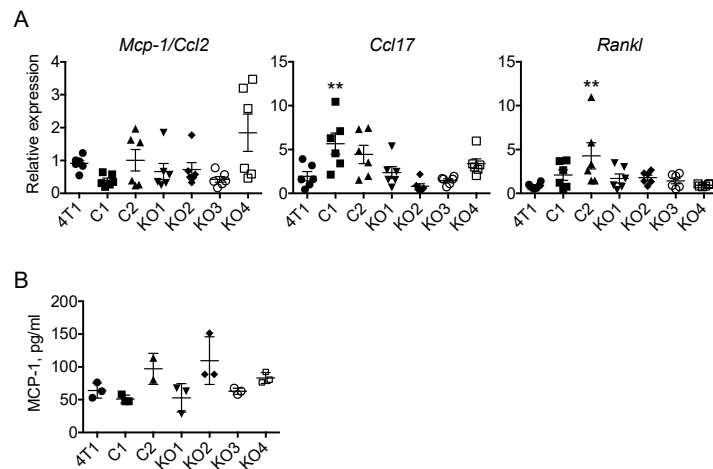 A
Mcp-1/Ccl2
Ccl17
Rankl
Relative expression
4
3
2
1
0
4T1
C1
C2
KO1
KO2
KO3
KO4
15
10
5
0
**
4T1
C1
C2
KO1
KO2
KO3
KO4
15
10
5
0
**
4T1
C1
C2
KO1
KO2
KO3
KO4
B
MCP-1, pg/ml
200
150
100
50
0
4T1
C1
C2
KO1
KO2
KO3
KO4